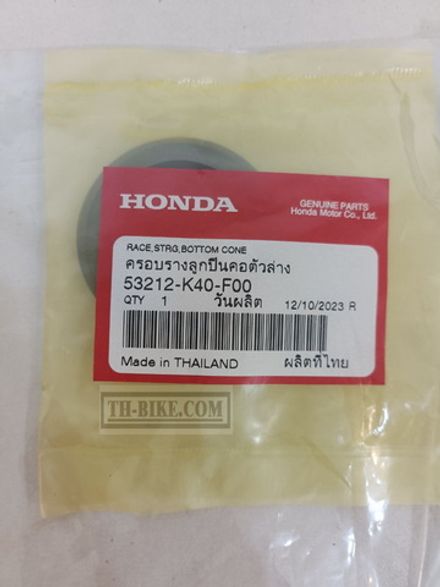 HONDA
GENUINE PARTS
Honda Motor Co., Ltd.
RACE,STRG,BOTTOM CONE
ครอบรางลูกปืนคอตัวล่าง
53212-K40-F00
QTY 1 วันผลิต 12/10/2023 R
Made in THAILAND ผลิตที่ไทย
TH-BIKE.COM